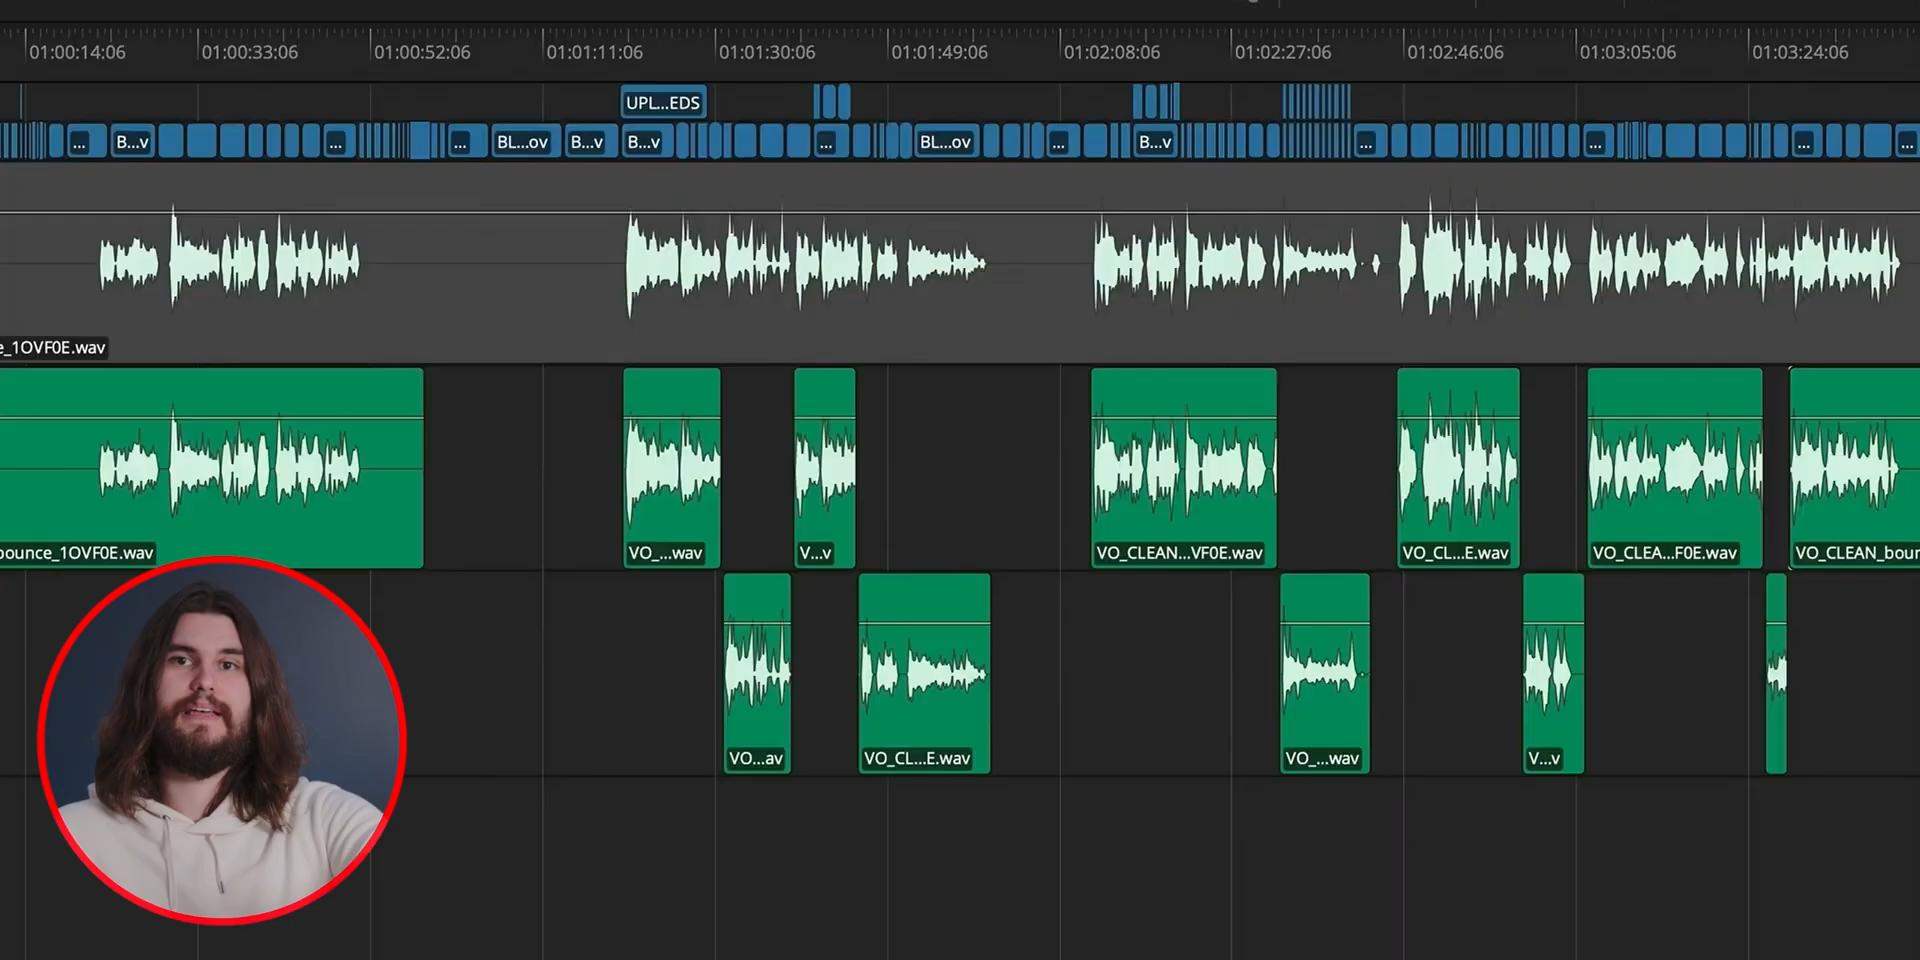 01:00:14:06 01:00:33:06 01:00:52:06 01:01:11:06 01:01:30:06 01:01:49:06 01:02:08:06 01:02:27:06 01:02:46:06 01:03:05:06 01:03:24:06
UPL...EDS
... B...v ... ... BL...ov B...v B...v ... BL...ov ... B...v ... ... ... ...
e_1OVF0E.wav
bounce_1OVF0E.wav VO_...wav V...v VO_CLEAN...VF0E.wav VO_CL...E.wav VO_CLEA...F0E.wav VO_CLEAN_boun
VO...av VO_CL...E.wav VO_...wav V...v